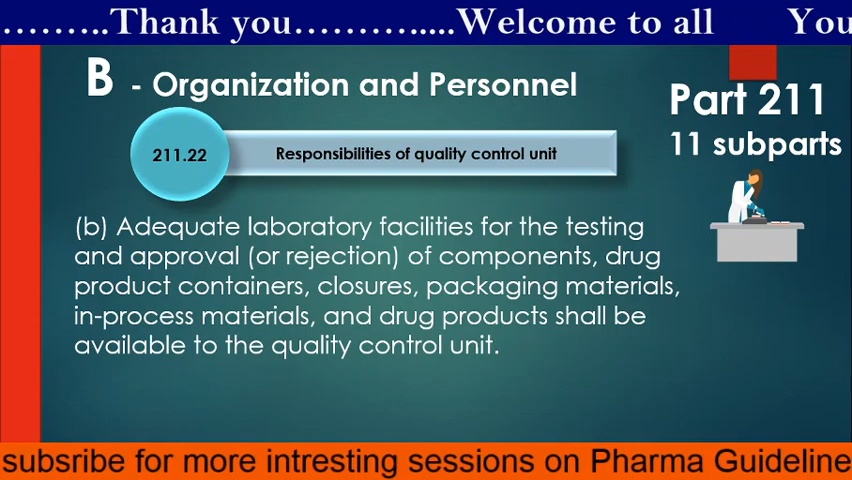 ……..Thank you………….....Welcome to all You
B - Organization and Personnel
Part 211
11 subparts
211.22
Responsibilities of quality control unit
(b) Adequate laboratory facilities for the testing
and approval (or rejection) of components, drug
product containers, closures, packaging materials,
in-process materials, and drug products shall be
available to the quality control unit.
subsribe for more intresting sessions on Pharma Guideline